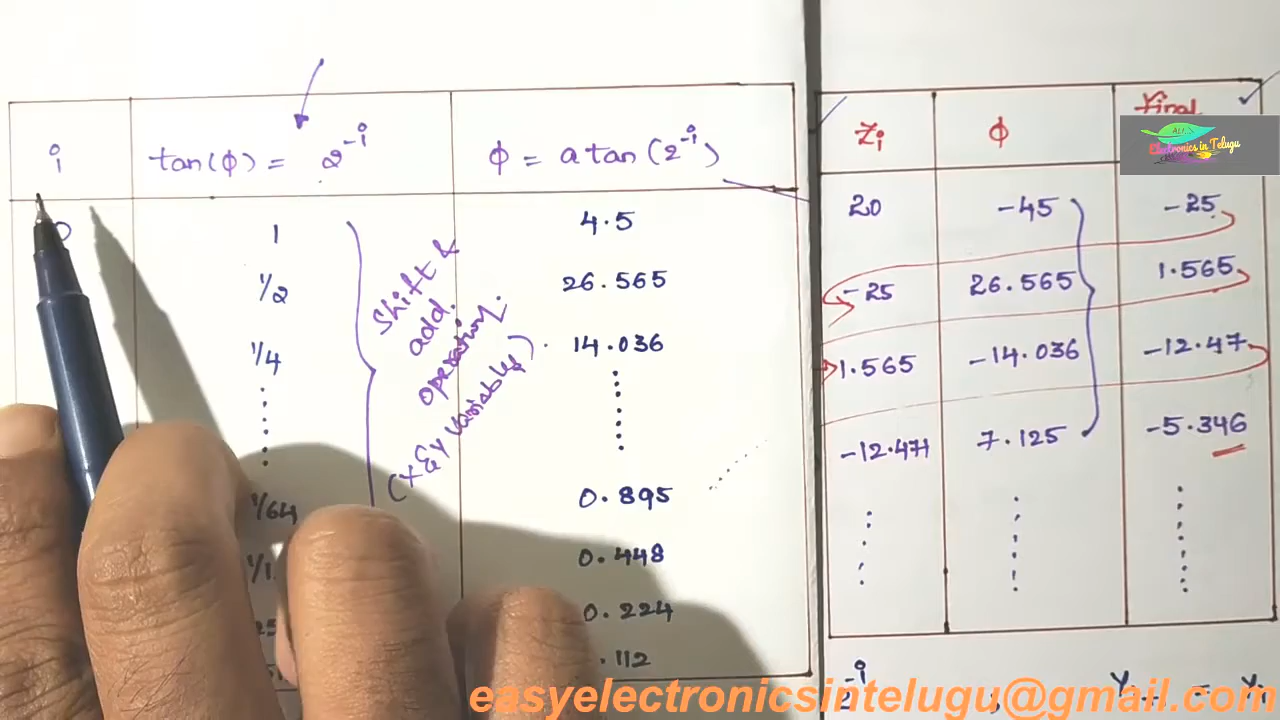 i tan(φ) = 2^-i φ = atan(2^-i)
0 1 4.5
1/2 26.565
1/4 14.036
1/64 0.895
0.448
0.224
.112
Shift &
add.
operation.
(X & Y Variables)
Zi φ Final
20 -45 -25
-25 26.565 1.565
1.565 -14.036 -12.47
-12.471 7.125 -5.346
Electronics in Telugu
2^-i
easyelectronicsintelugu@gmail.com